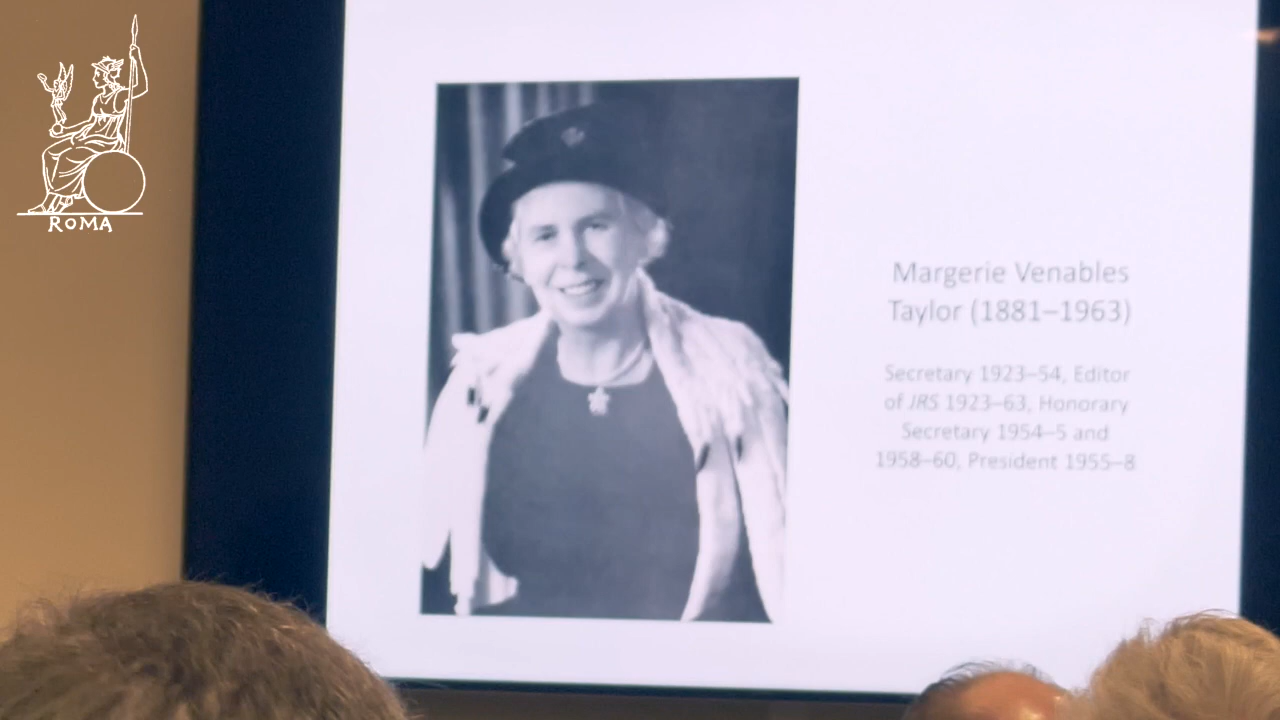 ROMA
Margerie Venables
Taylor (1881–1963)
Secretary 1923–54, Editor
of JRS 1923–63, Honorary
Secretary 1954–5 and
1958–60, President 1955–8